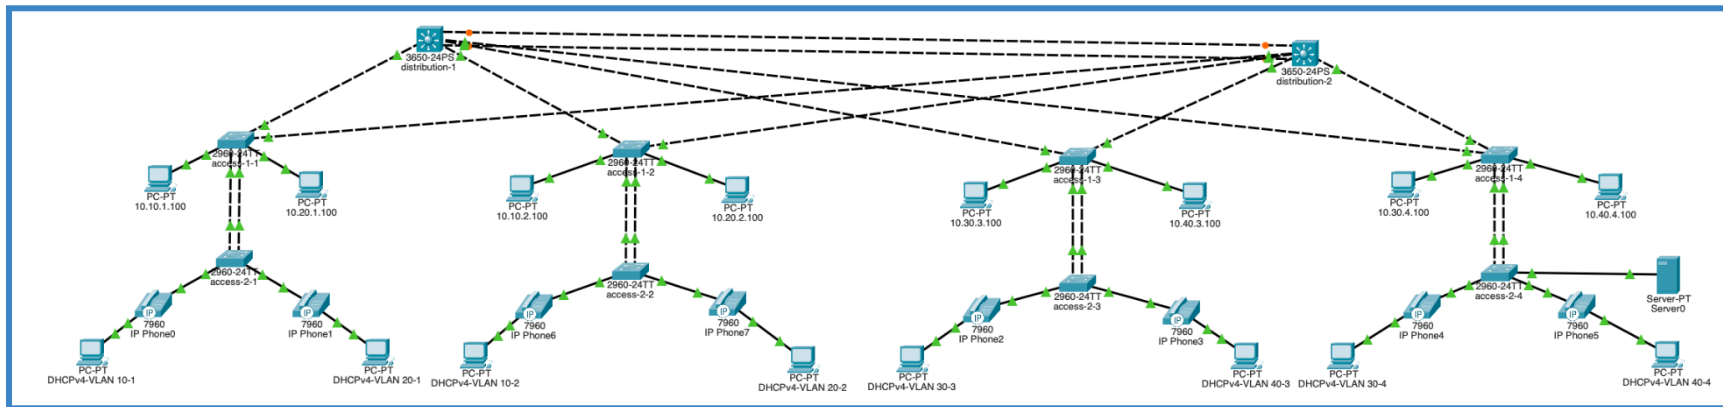 3650-24PS
distribution-1
3650-24PS
distribution-2
2960-24TT
access-1-1
PC-PT
10.10.1.100
PC-PT
10.20.1.100
2960-24TT
access-1-2
PC-PT
10.10.2.100
PC-PT
10.20.2.100
2960-24TT
access-1-3
PC-PT
10.30.3.100
PC-PT
10.40.3.100
2960-24TT
access-1-4
PC-PT
10.30.4.100
PC-PT
10.40.4.100
2960-24TT
access-2-1
IP
7960
IP Phone0
IP
7960
IP Phone1
PC-PT
DHCPv4-VLAN 10-1
PC-PT
DHCPv4-VLAN 20-1
2960-24TT
access-2-2
IP
7960
IP Phone6
IP
7960
IP Phone7
PC-PT
DHCPv4-VLAN 10-2
PC-PT
DHCPv4-VLAN 20-2
2960-24TT
access-2-3
IP
7960
IP Phone2
IP
7960
IP Phone3
PC-PT
DHCPv4-VLAN 30-3
PC-PT
DHCPv4-VLAN 40-3
2960-24TT
access-2-4
Server-PT
Server0
IP
7960
IP Phone4
IP
7960
IP Phone5
PC-PT
DHCPv4-VLAN 30-4
PC-PT
DHCPv4-VLAN 40-4